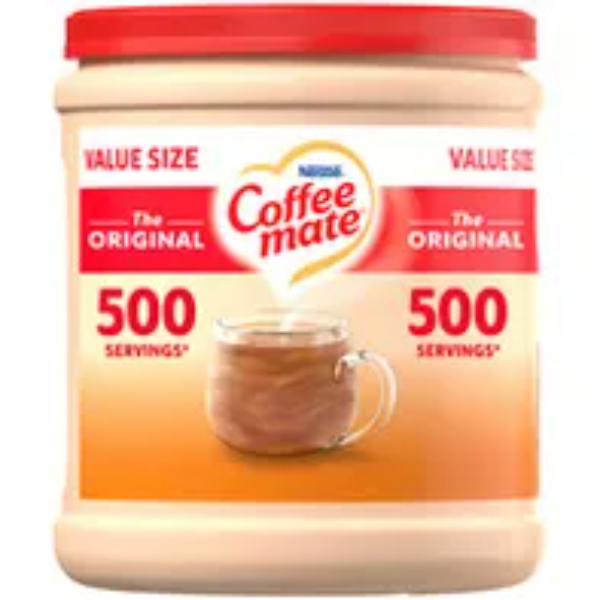 VALUE SIZE
The
ORIGINAL
500
SERVINGS*
Nestlé
Coffee
mate
VALUE SIZE
The
ORIGINAL
500
SERVINGS*